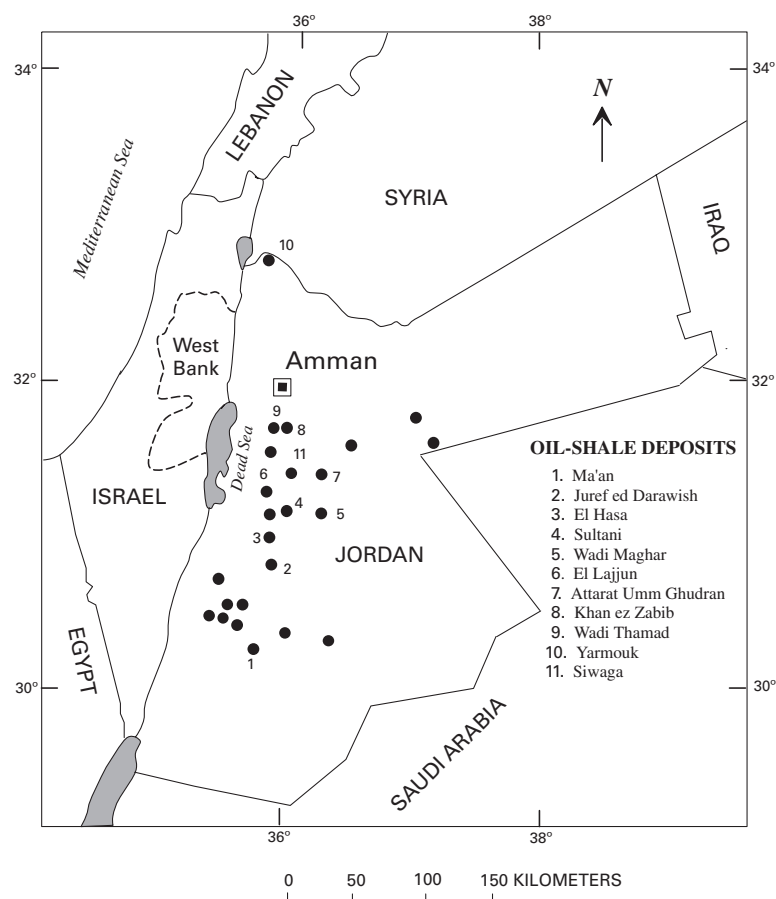 36°
38°
34°
34°
N
LEBANON
Mediterranean Sea
SYRIA
IRAQ
10
West
Bank
Amman
32°
32°
9
8
Dead Sea
11
6
7
ISRAEL
4
5
3
JORDAN
2
EGYPT
1
30°
30°
SAUDI ARABIA
OIL-SHALE DEPOSITS
1. Ma'an
2. Juref ed Darawish
3. El Hasa
4. Sultani
5. Wadi Maghar
6. El Lajjun
7. Attarat Umm Ghudran
8. Khan ez Zabib
9. Wadi Thamad
10. Yarmouk
11. Siwaga
36°
38°
0 50 100 150 KILOMETERS